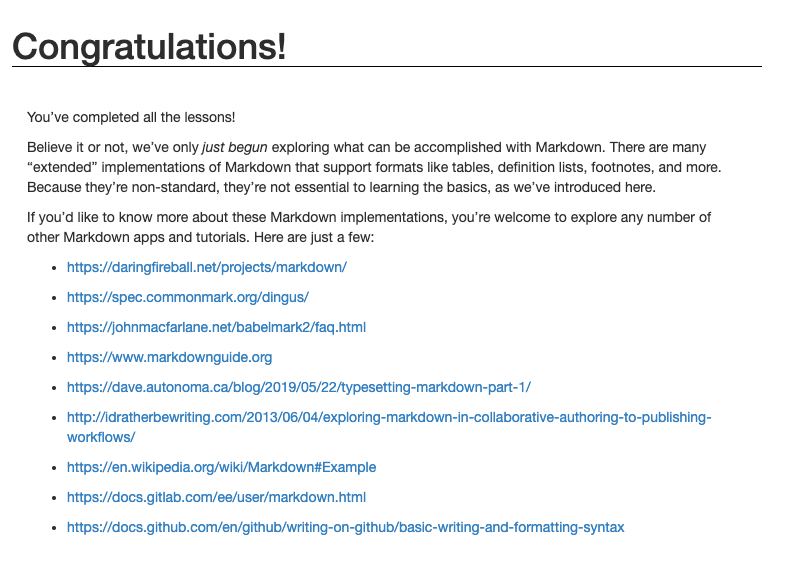 Congratulations!
You’ve completed all the lessons!
Believe it or not, we’ve only just begun exploring what can be accomplished with Markdown. There are many
“extended” implementations of Markdown that support formats like tables, definition lists, footnotes, and more.
Because they’re non-standard, they’re not essential to learning the basics, as we’ve introduced here.
If you’d like to know more about these Markdown implementations, you’re welcome to explore any number of
other Markdown apps and tutorials. Here are just a few:
• https://daringfireball.net/projects/markdown/
• https://spec.commonmark.org/dingus/
• https://johnmacfarlane.net/babelmark2/faq.html
• https://www.markdownguide.org
• https://dave.autonoma.ca/blog/2019/05/22/typesetting-markdown-part-1/
• http://idratherbewriting.com/2013/06/04/exploring-markdown-in-collaborative-authoring-to-publishing-
workflows/
• https://en.wikipedia.org/wiki/Markdown#Example
• https://docs.gitlab.com/ee/user/markdown.html
• https://docs.github.com/en/github/writing-on-github/basic-writing-and-formatting-syntax